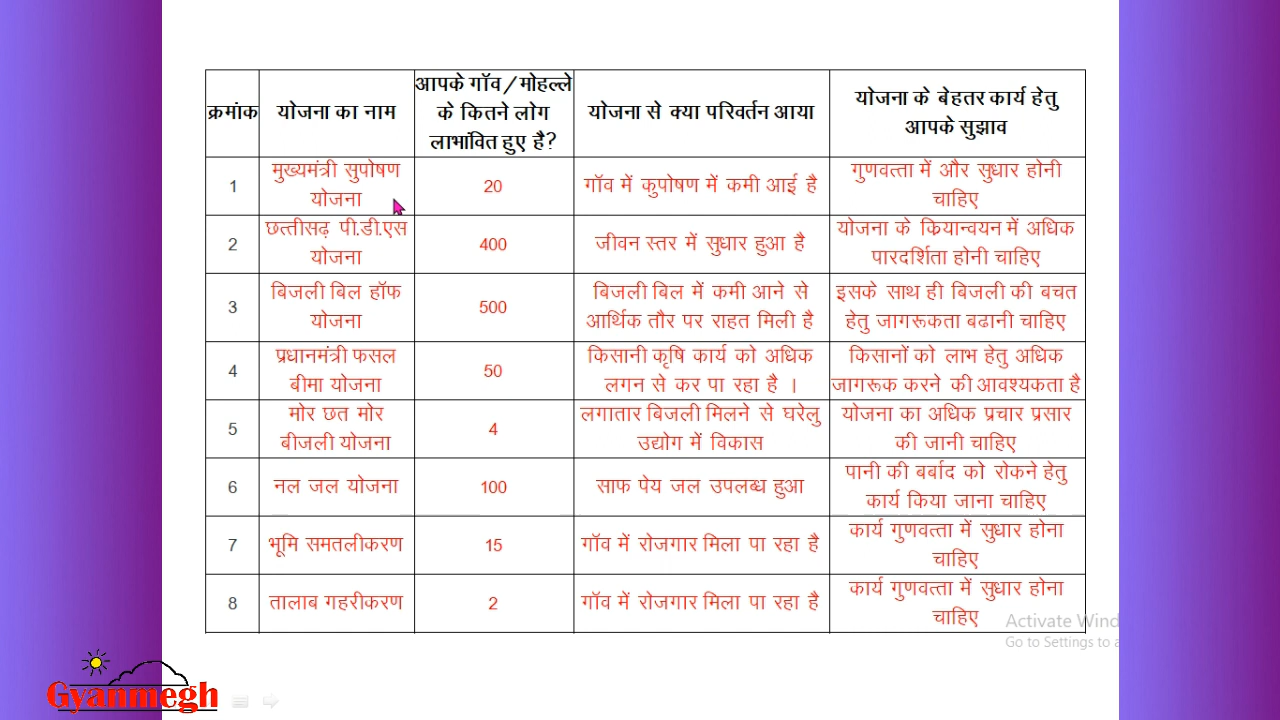 क्रमांक
योजना का नाम
आपके गॉव/मोहल्ले
के कितने लोग
लाभांवित हुए है?
योजना से क्या परिवर्तन आया
योजना के बेहतर कार्य हेतु
आपके सुझाव
1
मुख्यमंत्री सुपोषण
योजना
20
गॉव में कुपोषण में कमी आई है
गुणवत्ता में और सुधार होनी
चाहिए
2
छत्तीसढ़ पी.डी.एस
योजना
400
जीवन स्तर में सुधार हुआ है
योजना के कियान्वयन में अधिक
पारदर्शिता होनी चाहिए
3
बिजली बिल हॉफ
योजना
500
बिजली बिल में कमी आने से
आर्थिक तौर पर राहत मिली है
इसके साथ ही बिजली की बचत
हेतु जागरूकता बढानी चाहिए
4
प्रधानमंत्री फसल
बीमा योजना
50
किसानी कृषि कार्य को अधिक
लगन से कर पा रहा है ।
किसानों को लाभ हेतु अधिक
जागरूक करने की आवश्यकता है
5
मोर छत मोर
बीजली योजना
4
लगातार बिजली मिलने से घरेलु
उद्योग में विकास
योजना का अधिक प्रचार प्रसार
की जानी चाहिए
6
नल जल योजना
100
साफ पेय जल उपलब्ध हुआ
पानी की बर्बाद को रोकने हेतु
कार्य किया जाना चाहिए
7
भूमि समतलीकरण
15
गॉव में रोजगार मिला पा रहा है
कार्य गुणवत्ता में सुधार होना
चाहिए
8
तालाब गहरीकरण
2
गॉव में रोजगार मिला पा रहा है
कार्य गुणवत्ता में सुधार होना
चाहिए
Activate Wind
Go to Settings to a
Gyanmegh